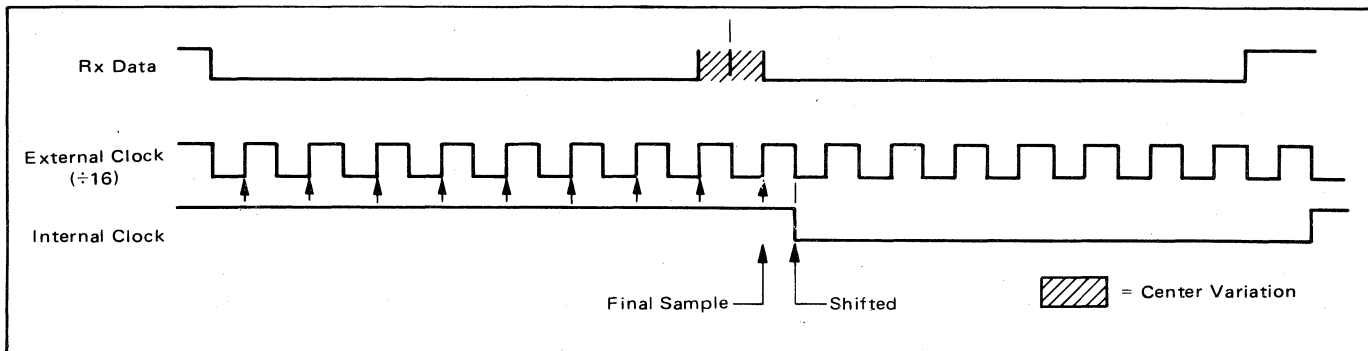 Rx Data
External Clock
(÷16)
Internal Clock
Final Sample
Shifted
= Center Variation